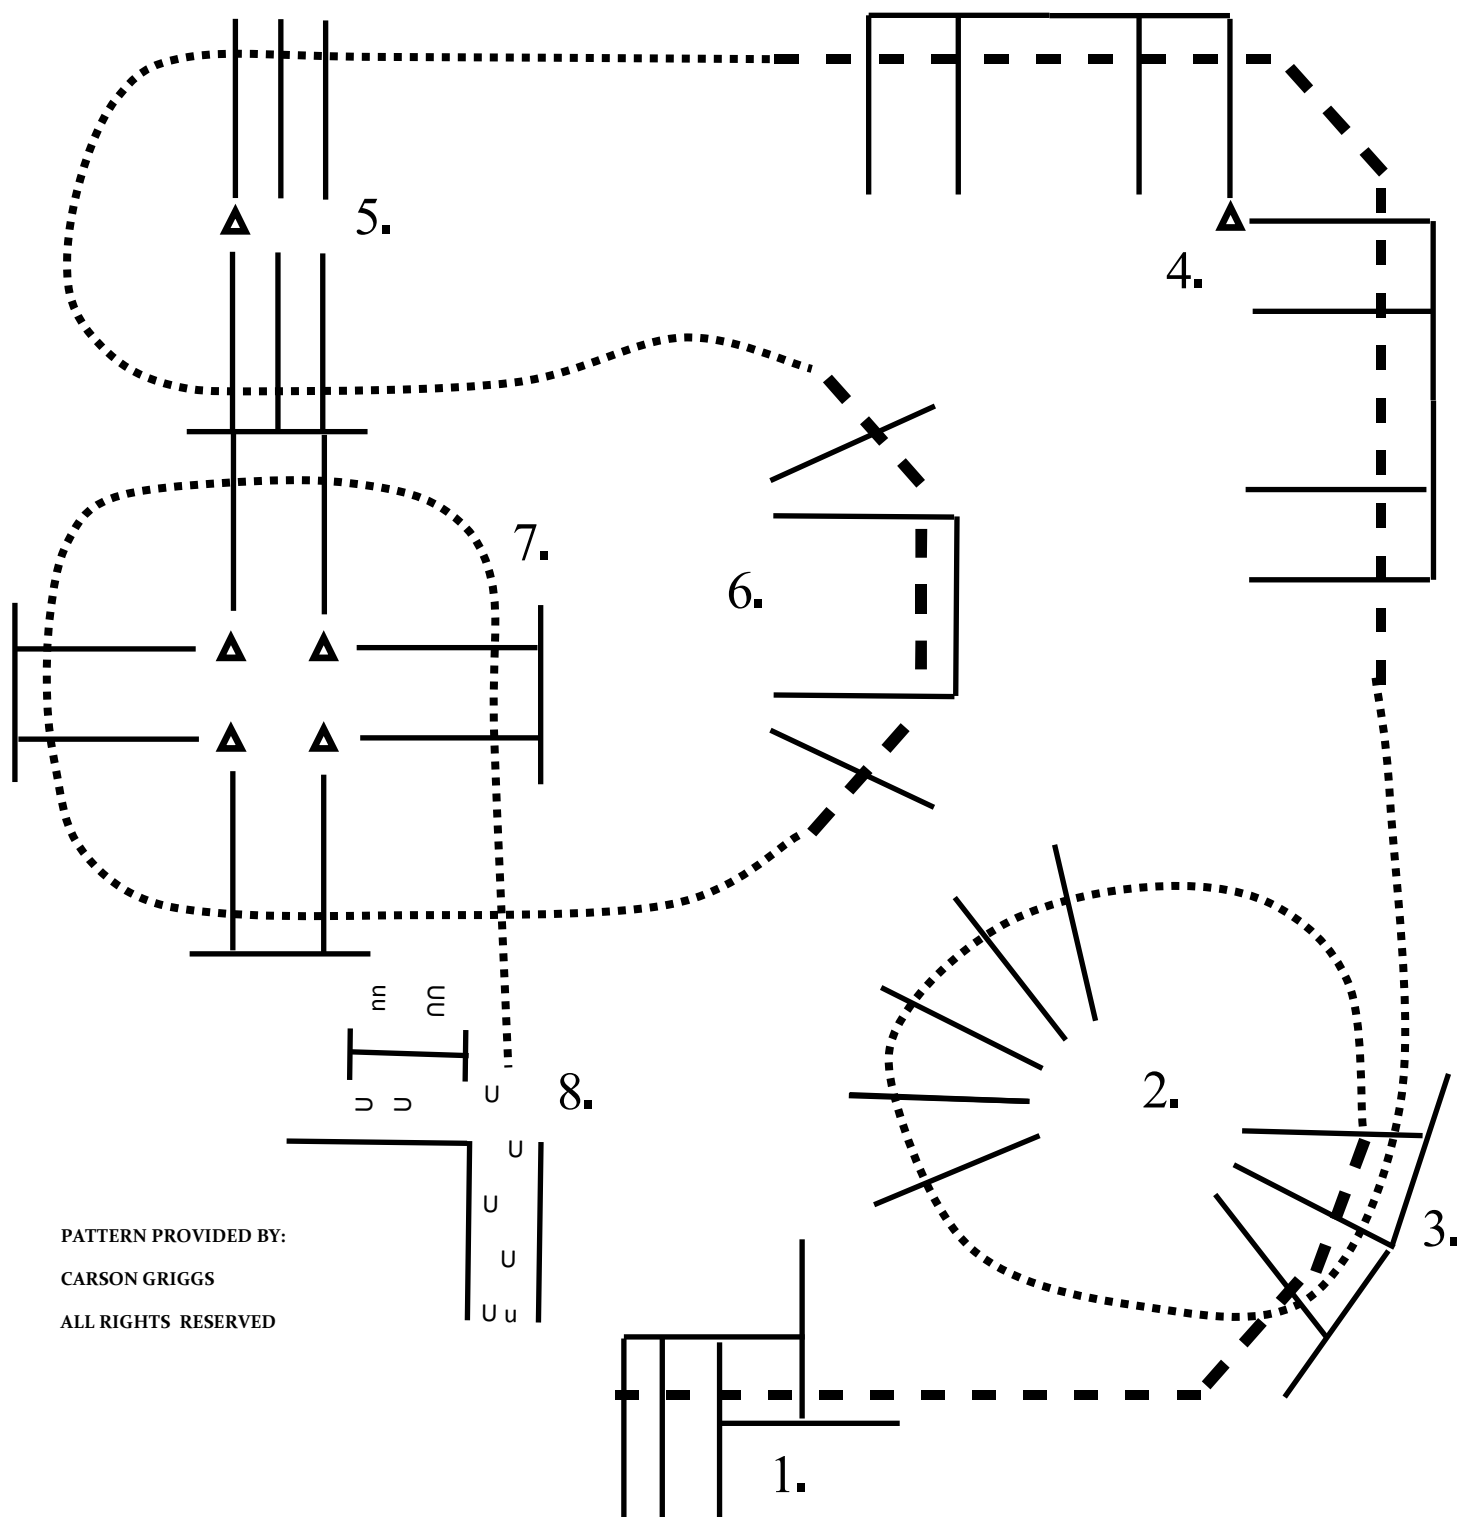 5.
4.
7.
6.
2.
8.
3.
PATTERN PROVIDED BY:
CARSON GRIGGS
ALL RIGHTS RESERVED
1.